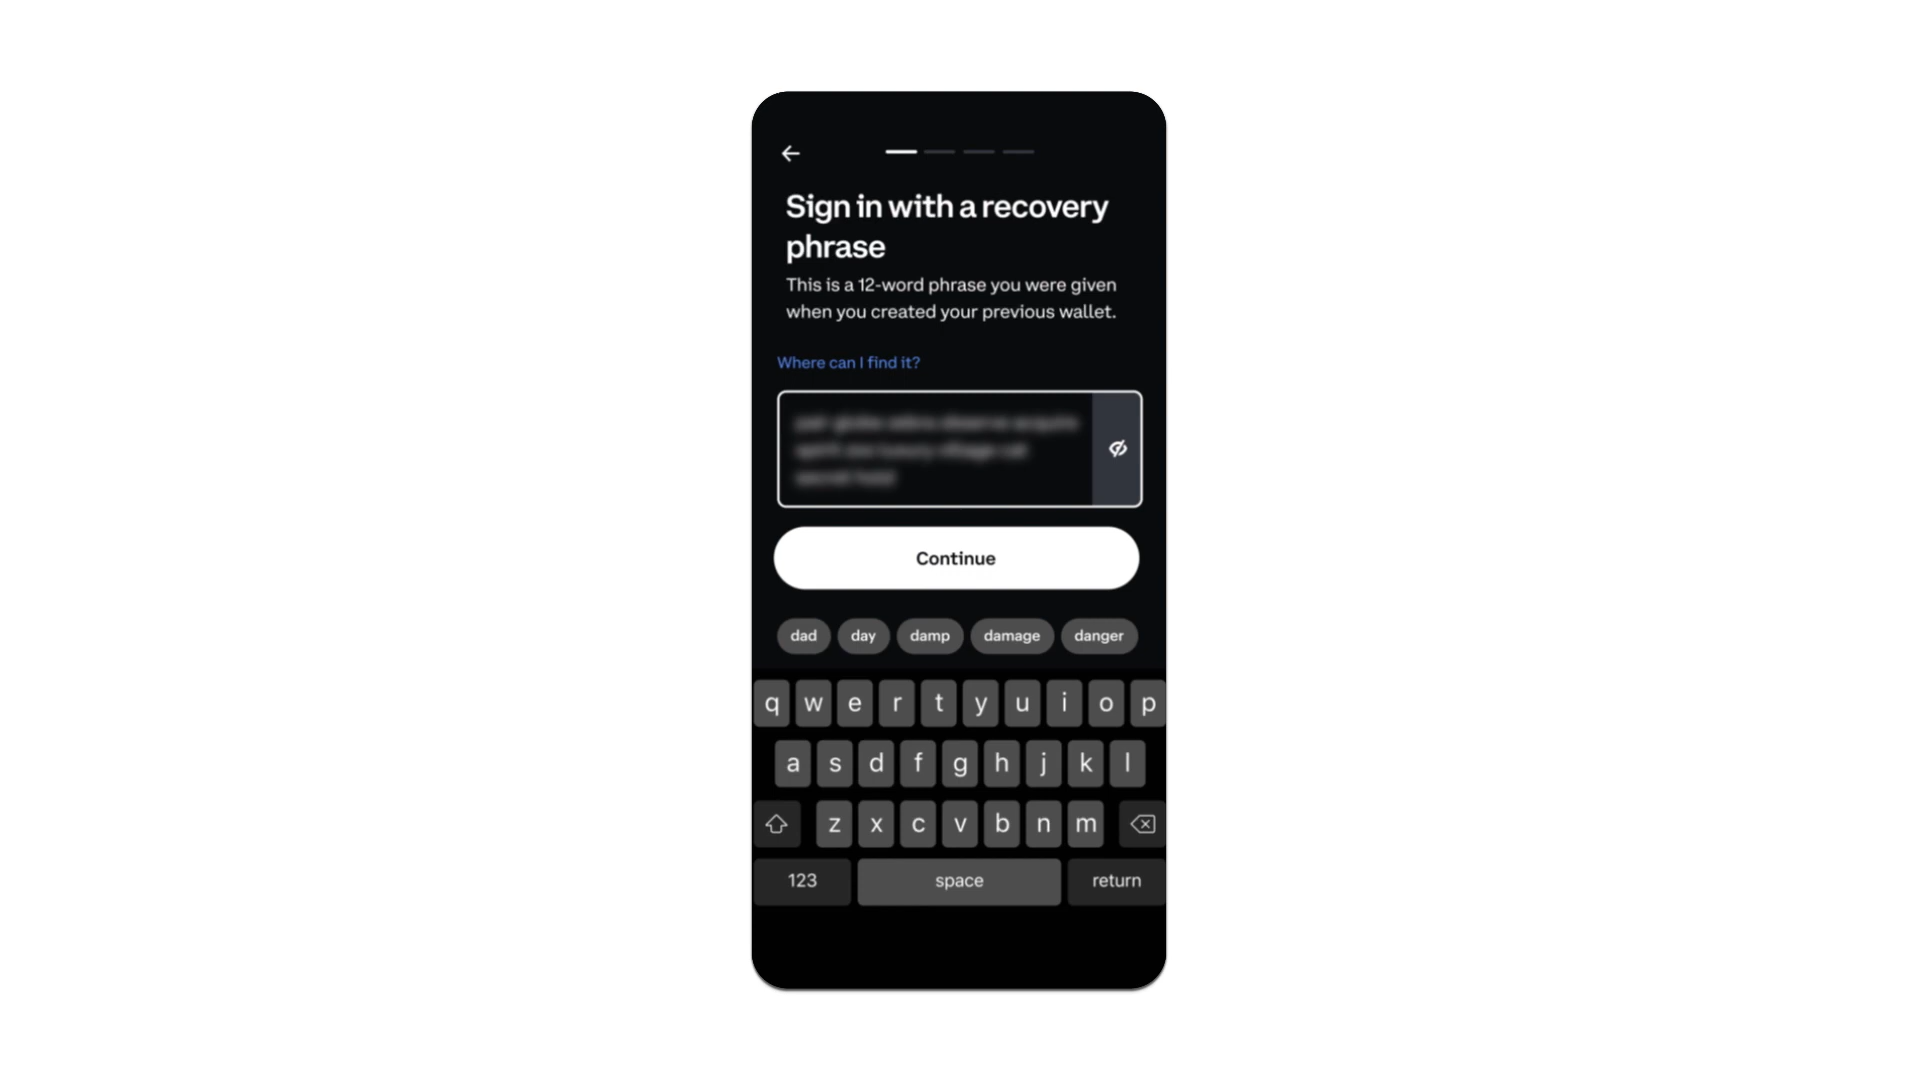 Sign in with a recovery
phrase
This is a 12-word phrase you were given
when you created your previous wallet.
Where can I find it?
Continue
dad day damp damage danger
q w e r t y u i o p
a s d f g h j k l
z x c v b n m
123 space return